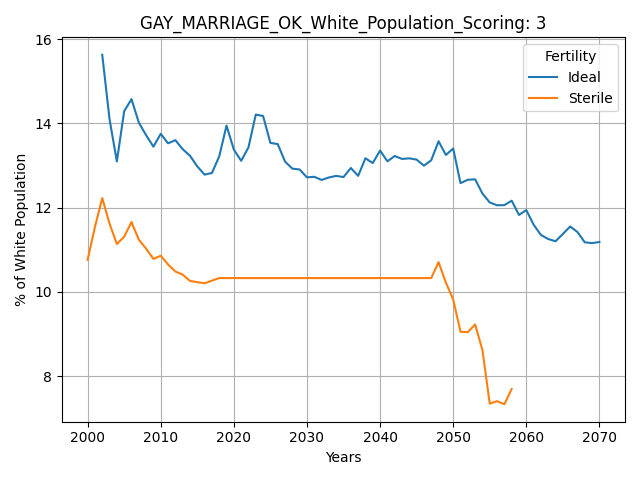 GAY_MARRIAGE_OK_White_Population_Scoring: 3
Fertility
Ideal
Sterile
% of White Population
16
14
12
10
8
2000 2010 2020 2030 2040 2050 2060 2070
Years